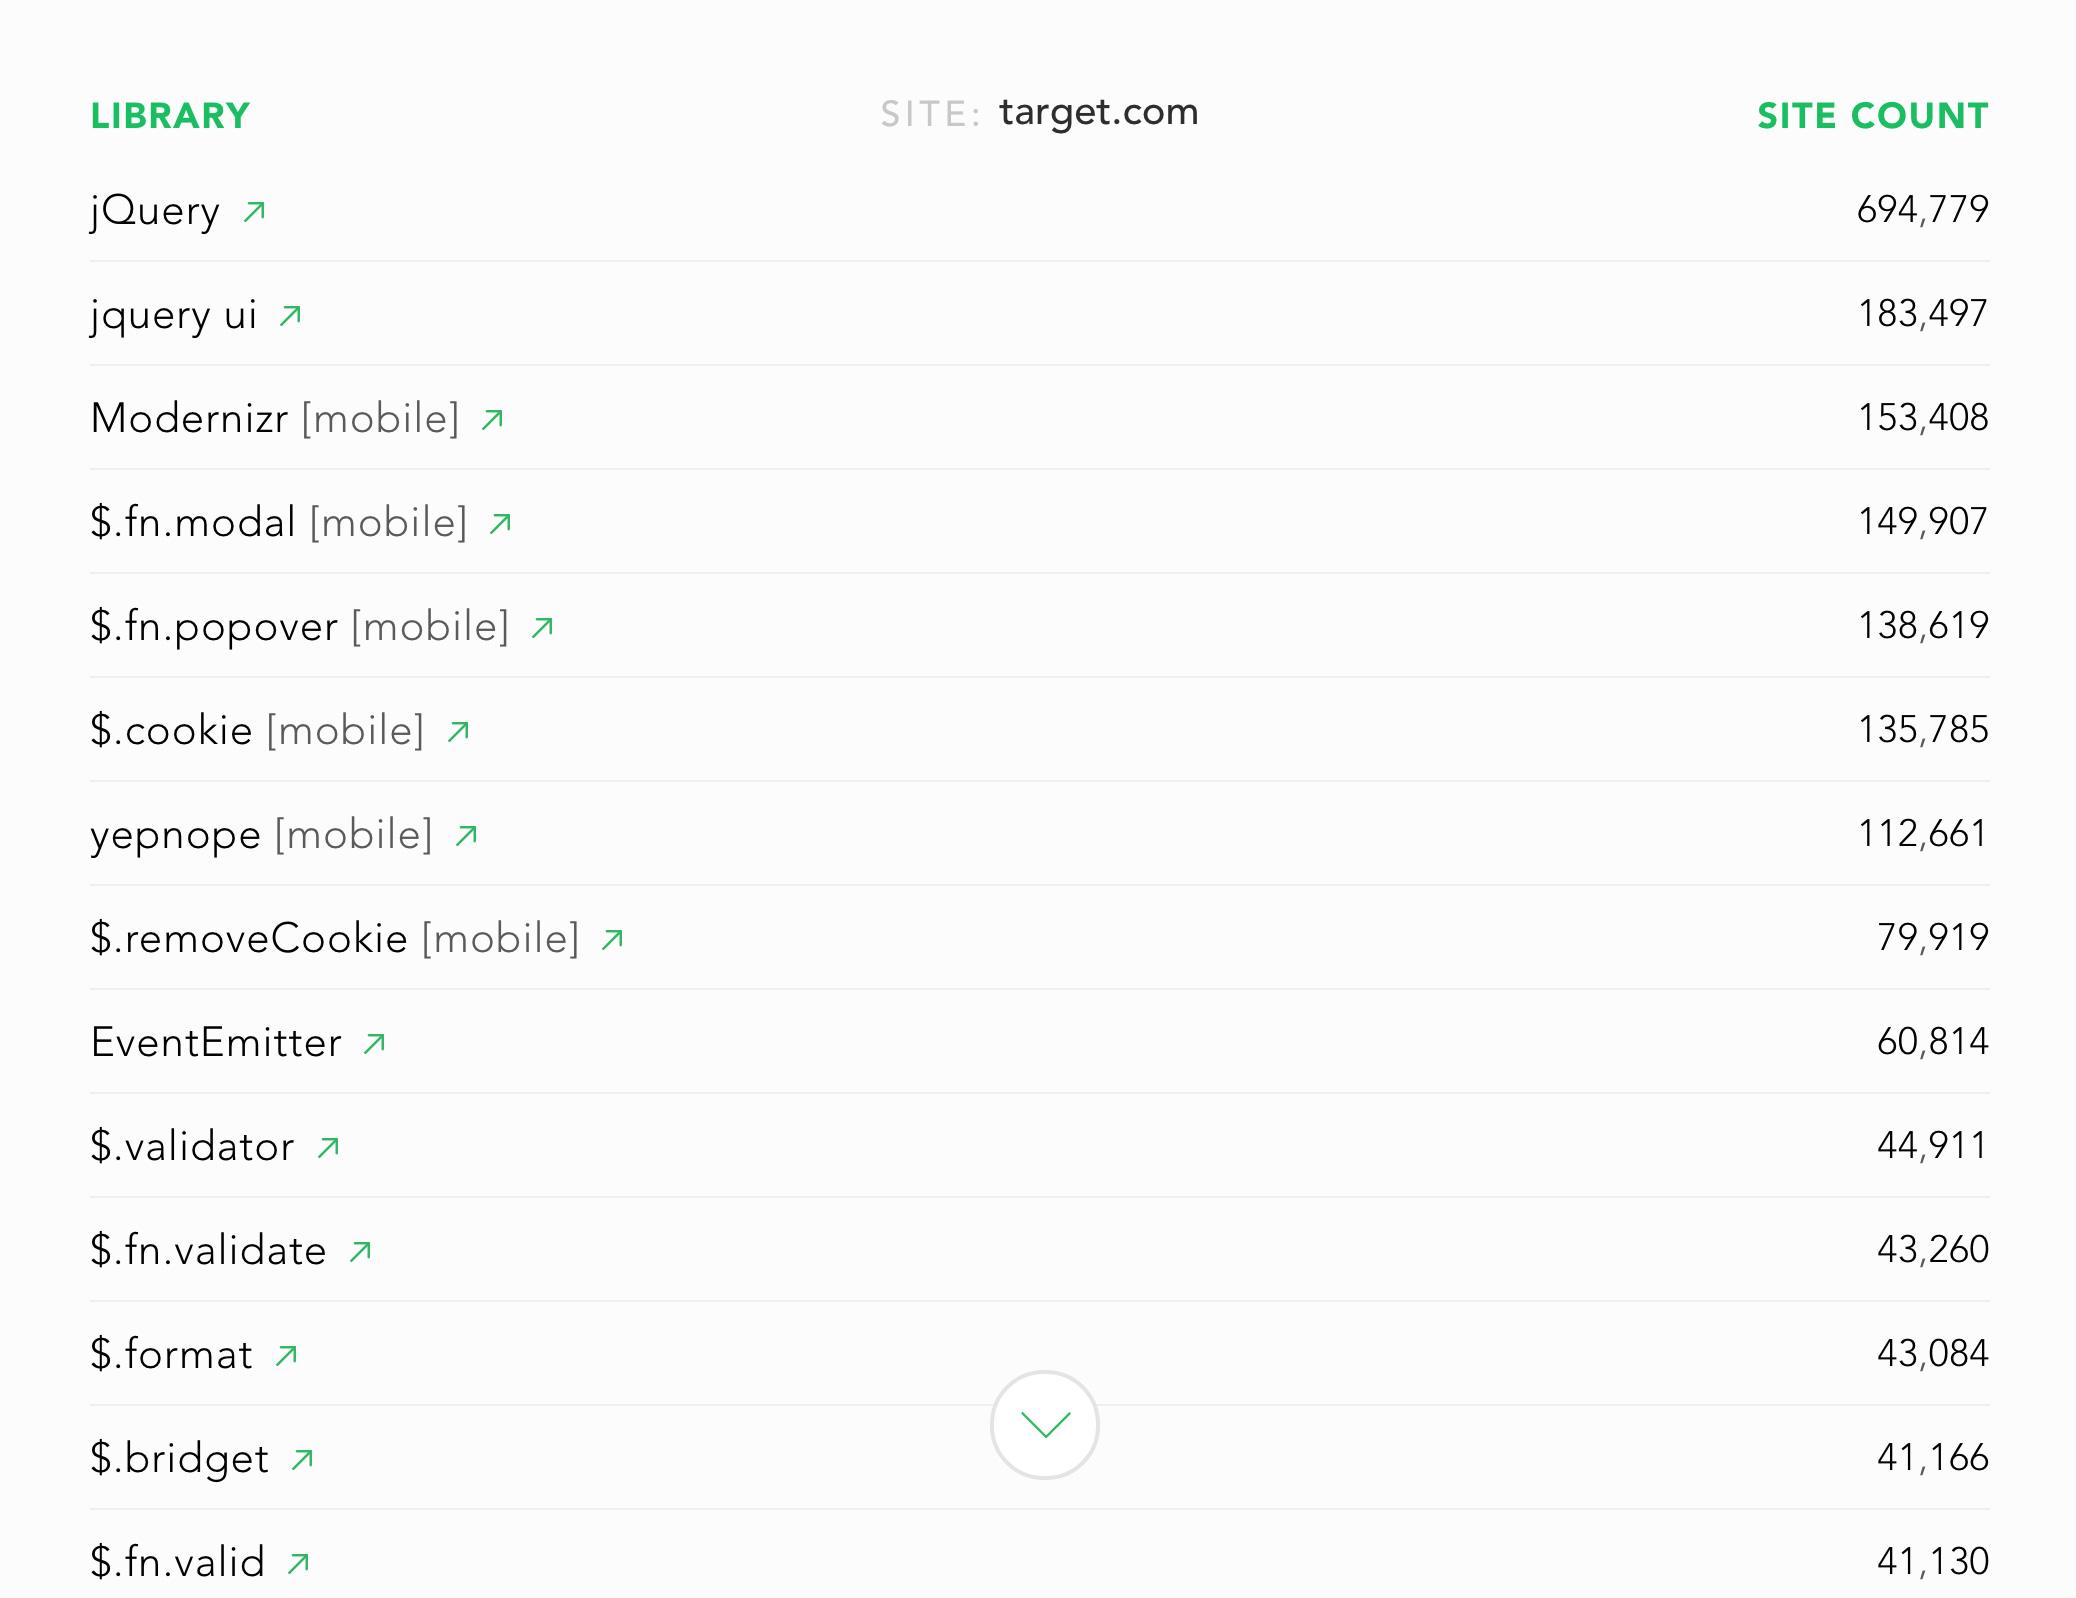 LIBRARY SITE: target.com SITE COUNT
jQuery 694,779
jquery ui 183,497
Modernizr [mobile] 153,408
$.fn.modal [mobile] 149,907
$.fn.popover [mobile] 138,619
$.cookie [mobile] 135,785
yepnope [mobile] 112,661
$.removeCookie [mobile] 79,919
EventEmitter 60,814
$.validator 44,911
$.fn.validate 43,260
$.format 43,084
$.bridget 41,166
$.fn.valid 41,130